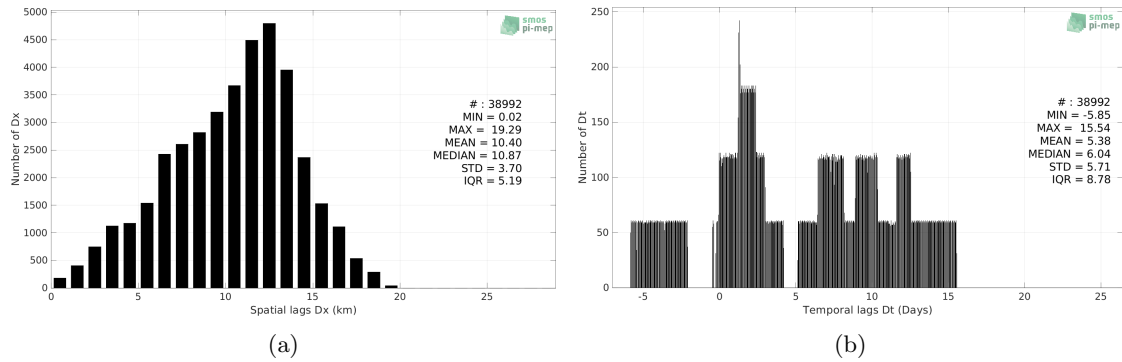 smos
pi-mep
5000
4500
4000
3500
3000
2500
2000
1500
1000
500
0
Number of Dx
# : 38992
MIN = 0.02
MAX = 19.29
MEAN = 10.40
MEDIAN = 10.87
STD = 3.70
IQR = 5.19
0 5 10 15 20 25
Spatial lags Dx (km)
(a)
smos
pi-mep
250
200
150
100
50
0
Number of Dt
# : 38992
MIN = -5.85
MAX = 15.54
MEAN = 5.38
MEDIAN = 6.04
STD = 5.71
IQR = 8.78
-5 0 5 10 15 20 25
Temporal lags Dt (Days)
(b)